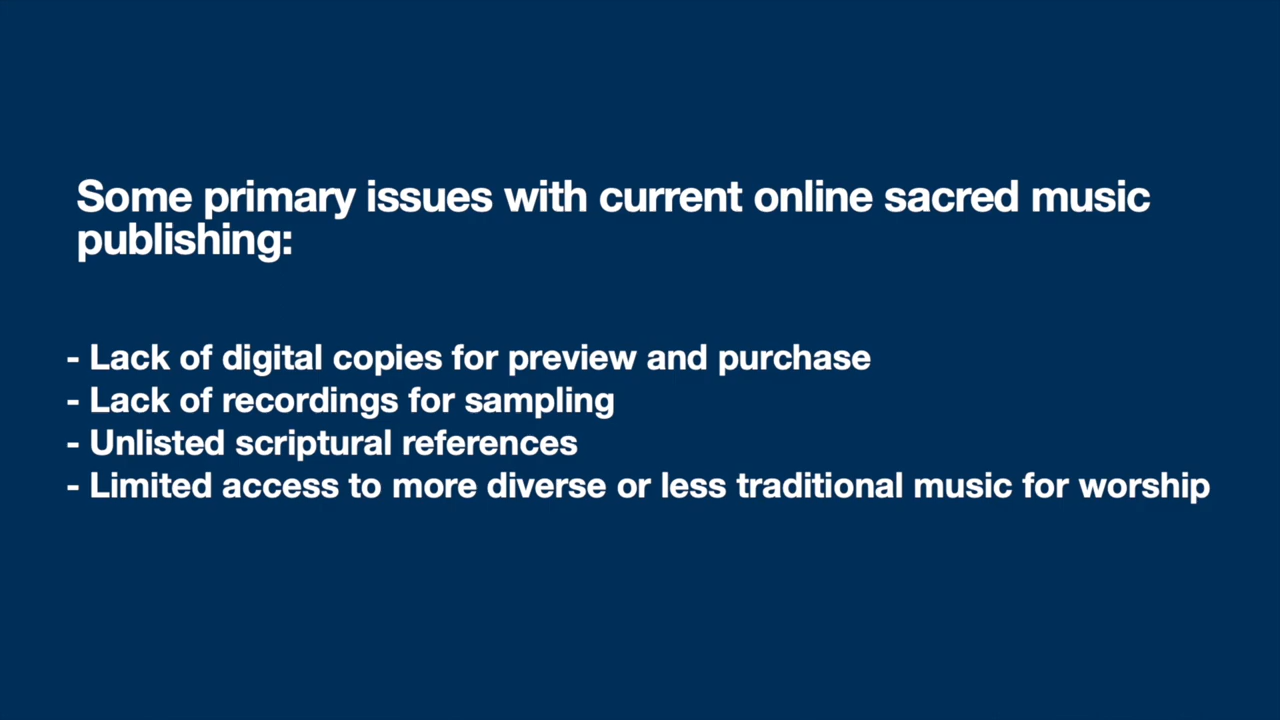 Some primary issues with current online sacred music
publishing:
- Lack of digital copies for preview and purchase
- Lack of recordings for sampling
- Unlisted scriptural references
- Limited access to more diverse or less traditional music for worship